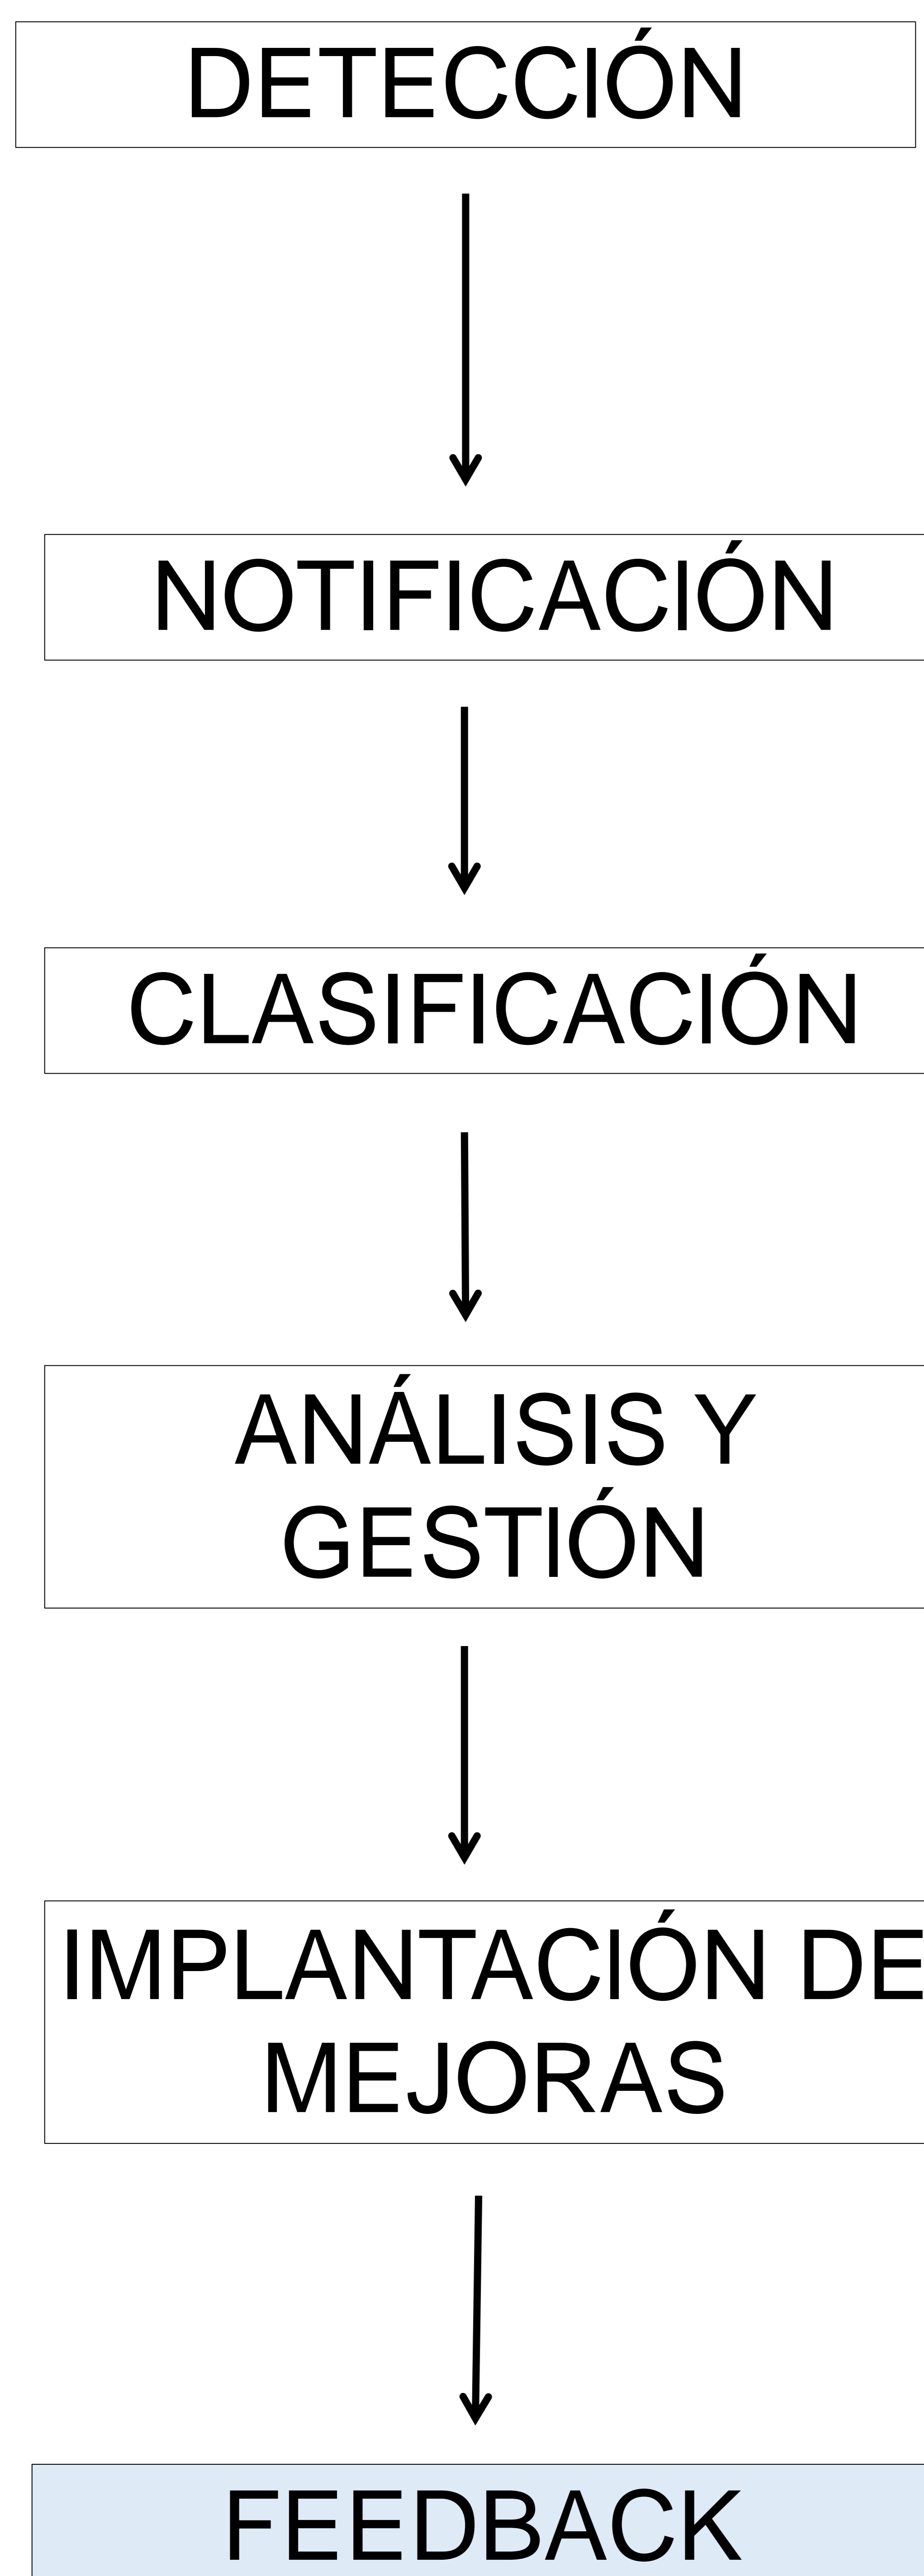 DETECCIÓN
NOTIFICACIÓN
CLASIFICACIÓN
ANÁLISIS Y
GESTIÓN
IMPLANTACIÓN DE
MEJORAS
FEEDBACK